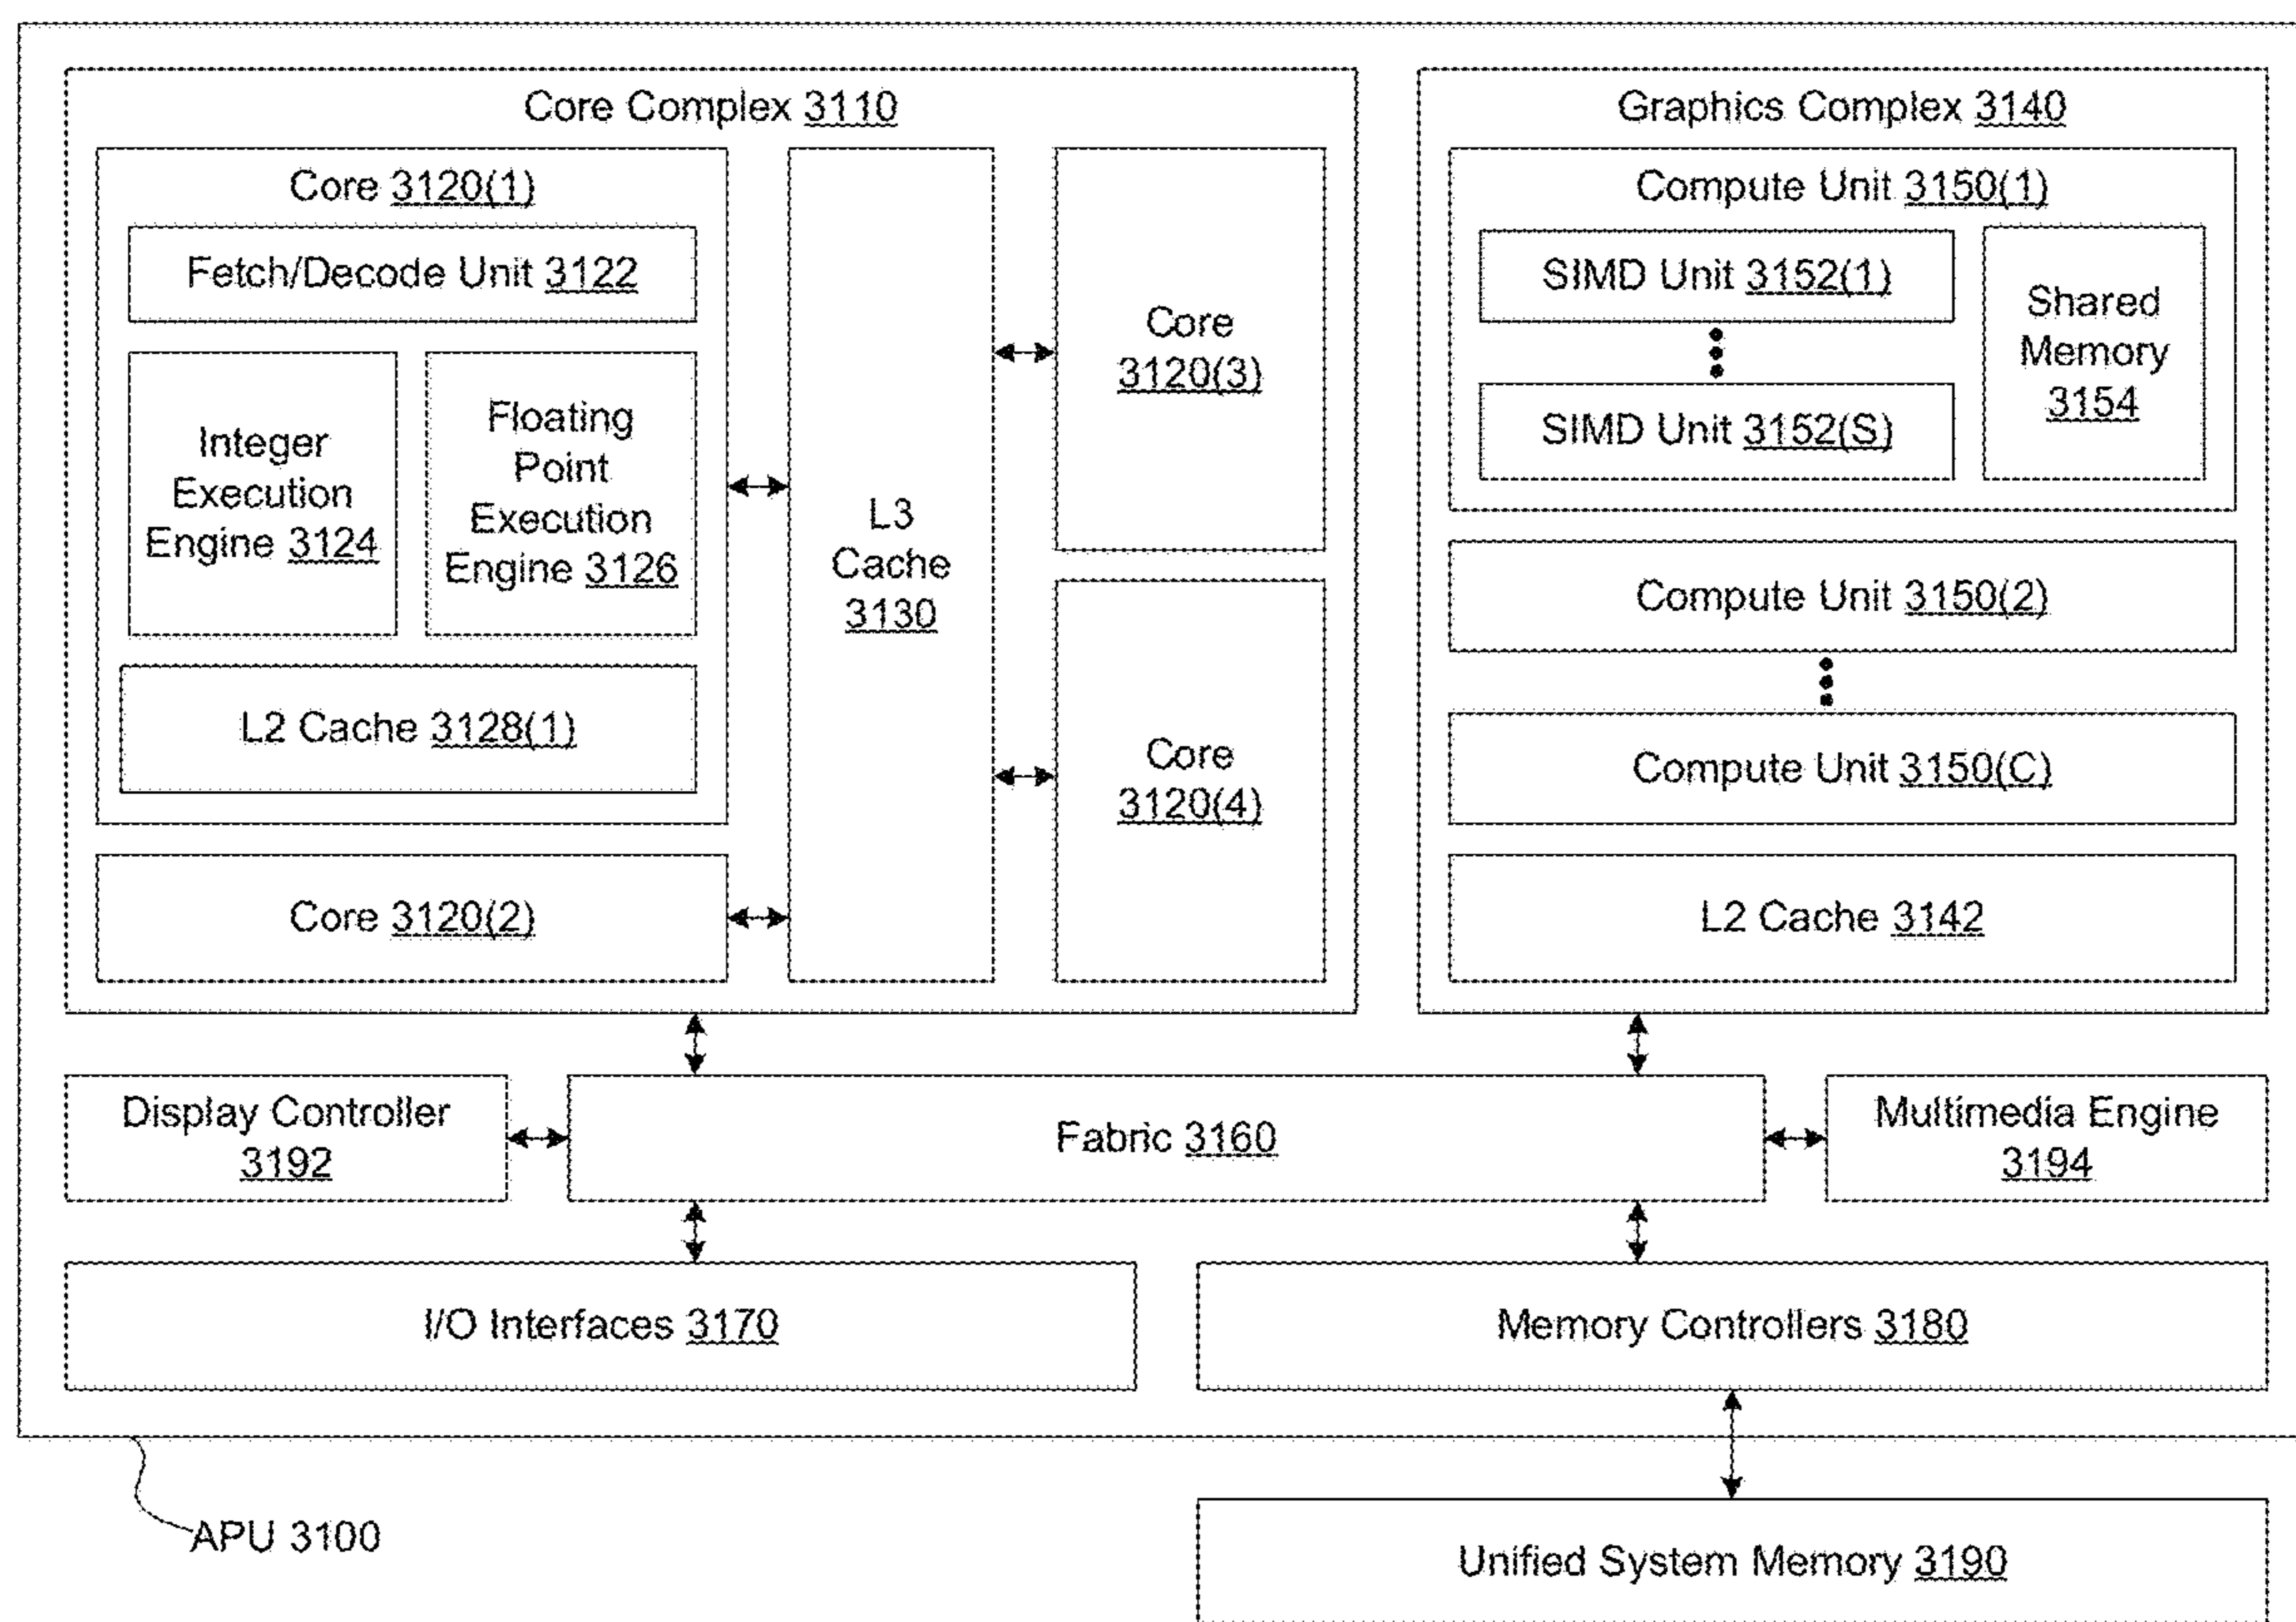 Core Complex 3110
Core 3120(1)
Fetch/Decode Unit 3122
Integer
Execution
Engine 3124
Floating
Point
Execution
Engine 3126
L2 Cache 3128(1)
Core 3120(2)
L3
Cache
3130
Core
3120(3)
Core
3120(4)
Graphics Complex 3140
Compute Unit 3150(1)
SIMD Unit 3152(1)
SIMD Unit 3152(S)
Shared
Memory
3154
Compute Unit 3150(2)
Compute Unit 3150(C)
L2 Cache 3142
Display Controller
3192
Fabric 3160
Multimedia Engine
3194
I/O Interfaces 3170
Memory Controllers 3180
APU 3100
Unified System Memory 3190